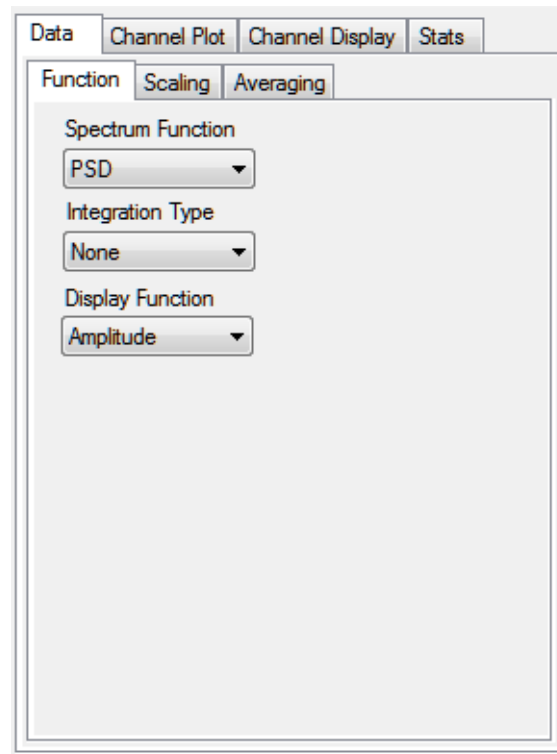 Data Channel Plot Channel Display Stats
Function Scaling Averaging
Spectrum Function
PSD
Integration Type
None
Display Function
Amplitude